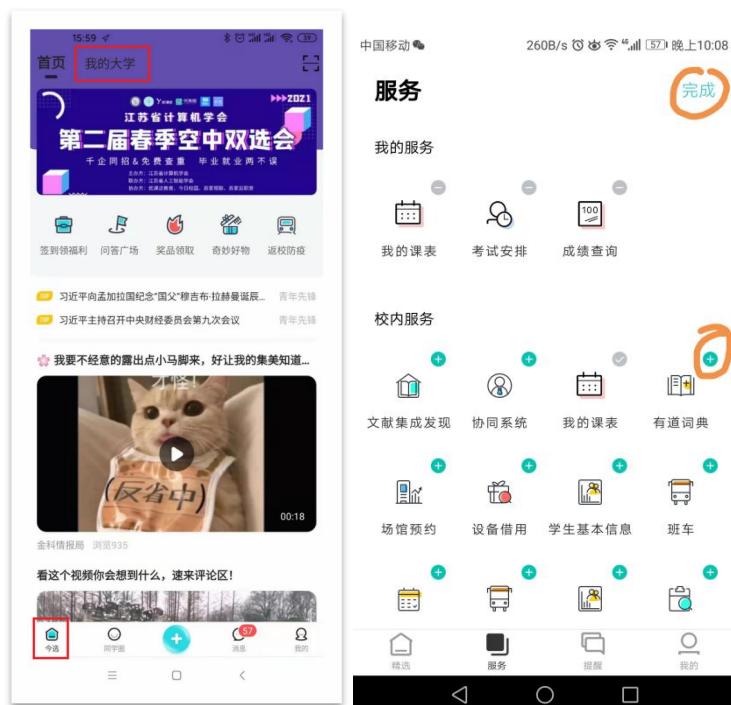 15:59
39
首页 我的大学
2021
江苏省计算机学会
第二届春季空中双选会
千企同招&免费查重 毕业就业两不误
签到领福利 问答广场 奖品领取 奇妙好物 返校防疫
习近平向孟加拉国纪念“国父”穆吉布·拉赫曼诞辰... 青年先锋
习近平主持召开中央财经委员会第九次会议 青年先锋
我要不经意的露出点小马脚来，好让我的集美知道...
才怪!
(反省中)
00:18
金科情报局 浏览935
看这个视频你会想到什么，速来评论区！
57
今选 同学圈 消息 我的
中国移动 260B/s 57 晚上10:08
服务 完成
我的服务
100
我的课表 考试安排 成绩查询
校内服务
文献集成发现 协同系统 我的课表 有道词典
场馆预约 设备借用 学生基本信息 班车
精选 服务 提醒 我的